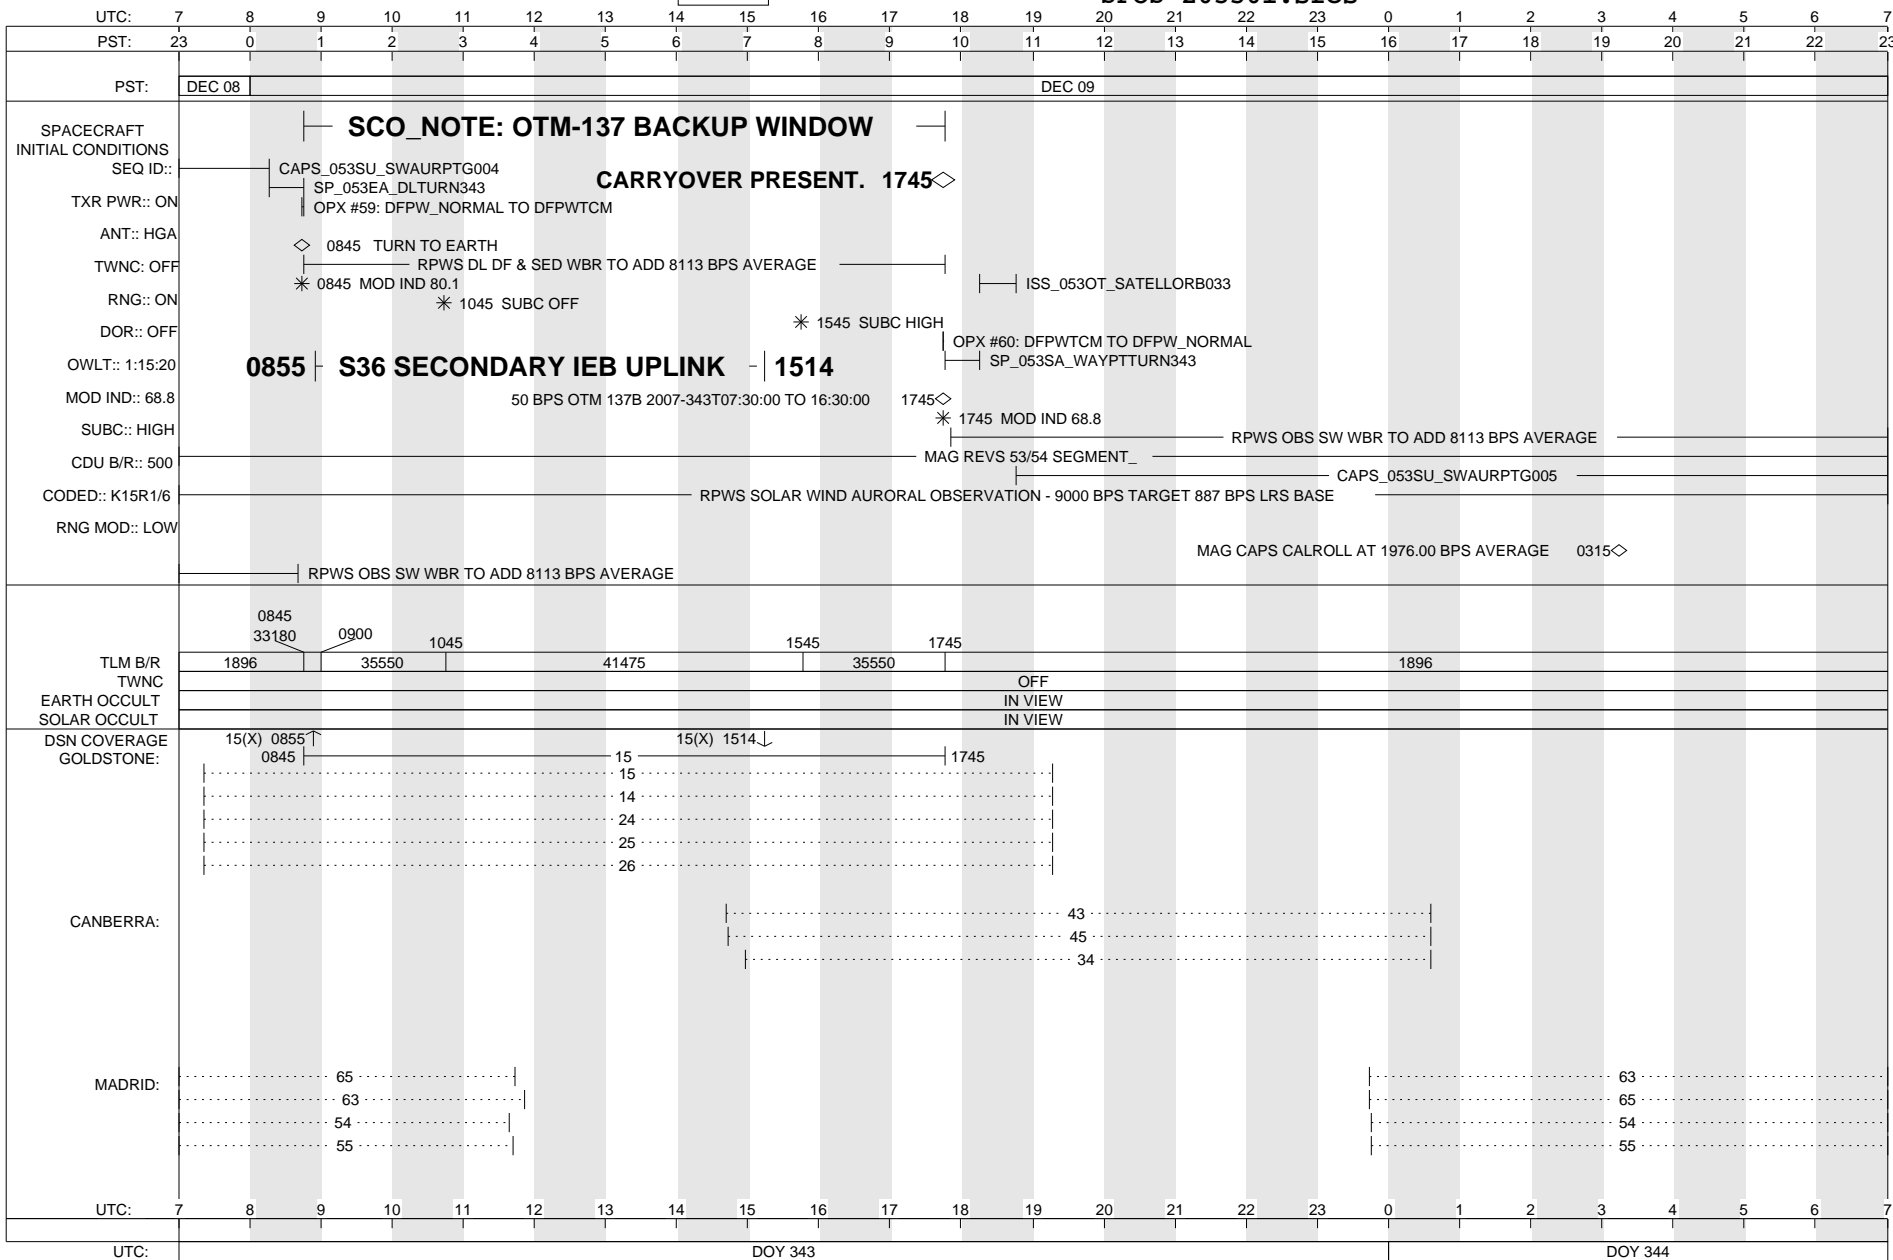 UTC: 7 8 9 10 11 12 13 14 15 16 17 18 19 20 21 22 23 0 1 2 3 4 5 6 7
PST: 23 0 1 2 3 4 5 6 7 8 9 10 11 12 13 14 15 16 17 18 19 20 21 22 23
PST: DEC 08 DEC 09
SPACECRAFT
INITIAL CONDITIONS
SCO_NOTE: OTM-137 BACKUP WINDOW
SEQ ID:: CAPS_053SU_SWAURPTG004
CARRYOVER PRESENT. 1745
SP_053EA_DLTURN343
TXR PWR:: ON
OPX #59: DFPW_NORMAL TO DFPWTCM
ANT:: HGA
0845 TURN TO EARTH
TWNC: OFF
RPWS DL DF & SED WBR TO ADD 8113 BPS AVERAGE
0845 MOD IND 80.1
ISS_053OT_SATELLORB033
RNG:: ON
1045 SUBC OFF
1545 SUBC HIGH
DOR:: OFF
OPX #60: DFPWTCM TO DFPW_NORMAL
SP_053SA_WAYPTTURN343
OWLT:: 1:15:20
0855 S36 SECONDARY IEB UPLINK 1514
MOD IND:: 68.8
50 BPS OTM 137B 2007-343T07:30:00 TO 16:30:00 1745
1745 MOD IND 68.8
SUBC:: HIGH
RPWS OBS SW WBR TO ADD 8113 BPS AVERAGE
MAG REVS 53/54 SEGMENT_
CDU B/R:: 500
CAPS_053SU_SWAURPTG005
CODED:: K15R1/6
RPWS SOLAR WIND AURORAL OBSERVATION - 9000 BPS TARGET 887 BPS LRS BASE
RNG MOD:: LOW
MAG CAPS CALROLL AT 1976.00 BPS AVERAGE 0315
RPWS OBS SW WBR TO ADD 8113 BPS AVERAGE
0845
33180 0900 1045 1545 1745
TLM B/R 1896 35550 41475 35550 1896
TWNC OFF
EARTH OCCULT IN VIEW
SOLAR OCCULT IN VIEW
DSN COVERAGE 15(X) 0855 15(X) 1514
GOLDSTONE: 0845 15 1745
15
14
24
25
26
CANBERRA:
43
45
34
MADRID:
65 63
63 65
54 54
55 55
UTC: 7 8 9 10 11 12 13 14 15 16 17 18 19 20 21 22 23 0 1 2 3 4 5 6 7
UTC: DOY 343 DOY 344